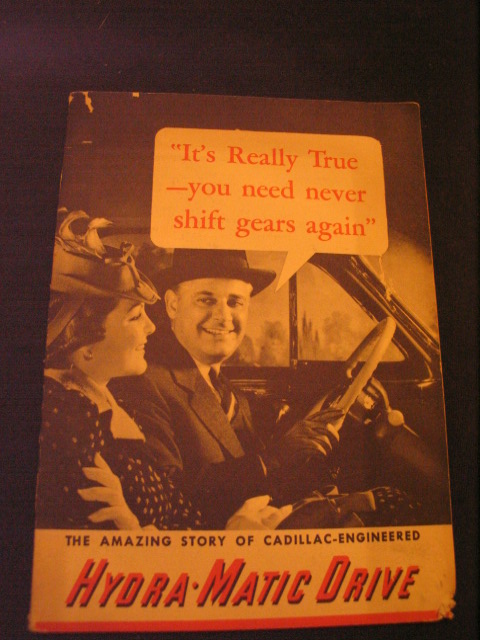 "It's Really True
—you need never
shift gears again"
THE AMAZING STORY OF CADILLAC-ENGINEERED
HYDRA·MATIC DRIVE